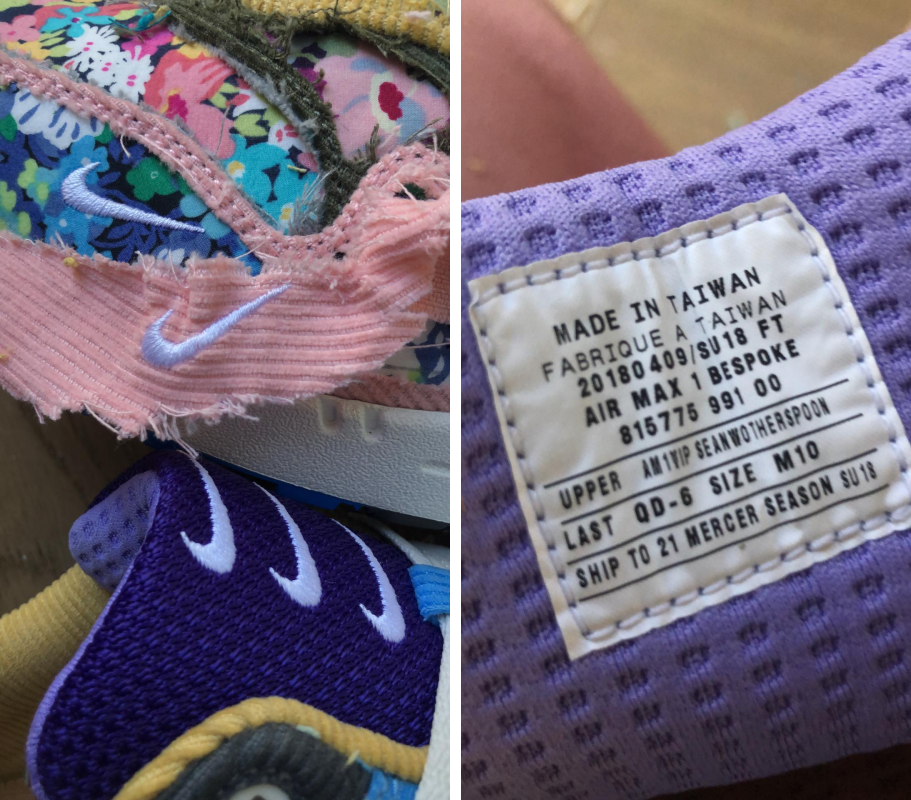 MADE IN TAIWAN
FABRIQUE A TAIWAN
20180409/SU18 FT
AIR MAX 1 BESPOKE
815775 991 00
UPPER AM1VIP SEANWOTHERSPOON
LAST QD-6 SIZE M10
SHIP TO 21 MERCER SEASON SU18